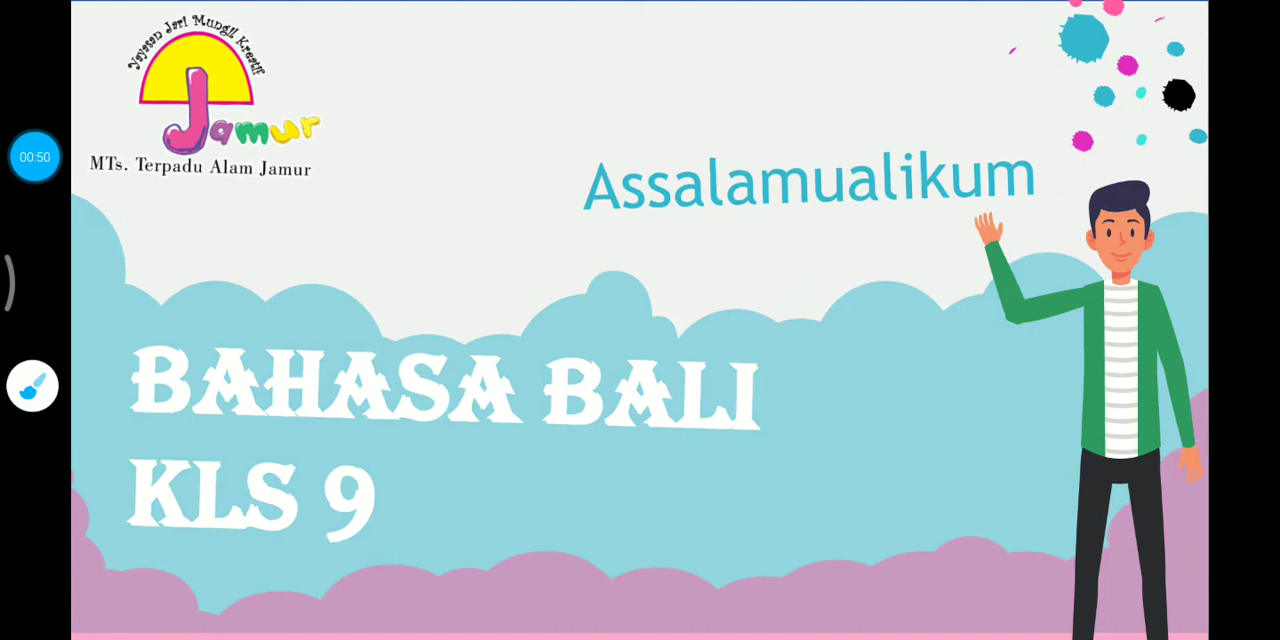 Yayasan Jari Mungil Kreatif
Jamur
MTs. Terpadu Alam Jamur
00:50
Assalamualikum
BAHASA BALI
KLS 9